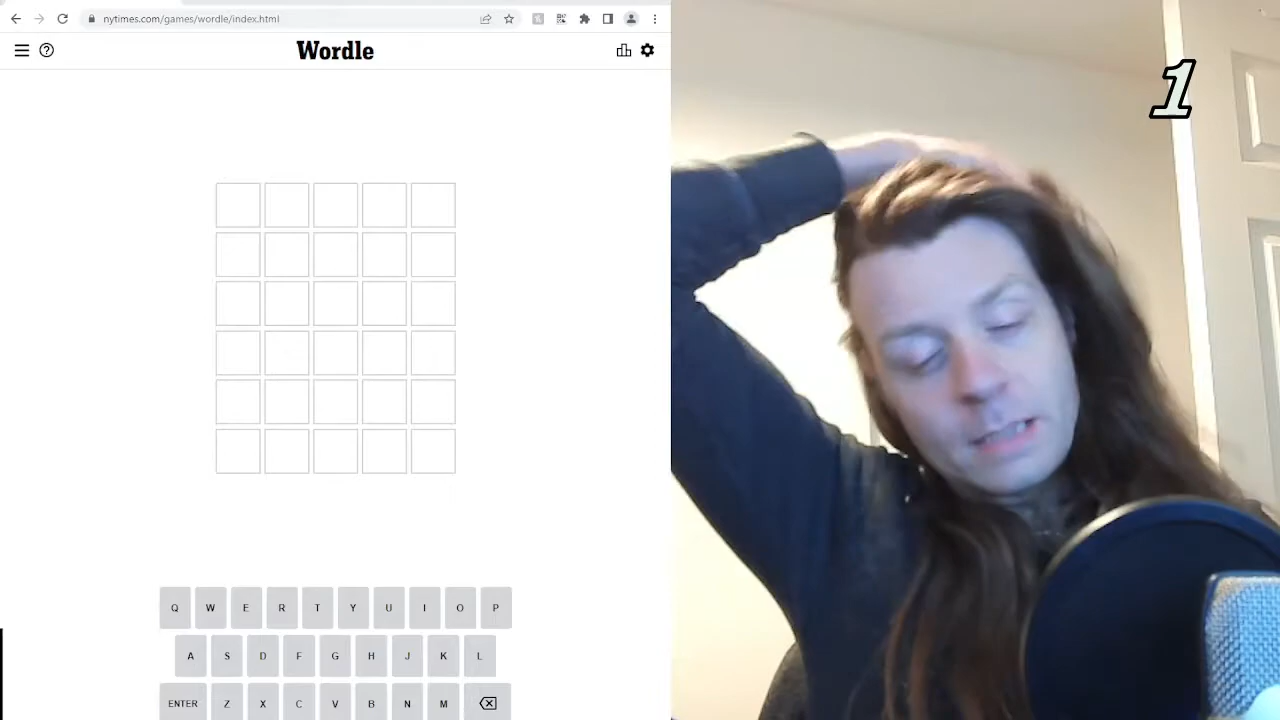 nytimes.com/games/wordle/index.html
Wordle
1
Q W E R T Y U I O P
A S D F G H J K L
ENTER Z X C V B N M